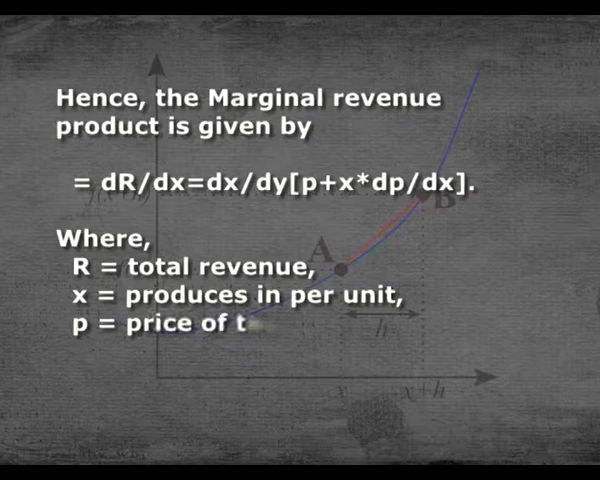 Hence, the Marginal revenue
product is given by
= dR/dx=dx/dy[p+x*dp/dx].
Where,
R = total revenue,
x = produces in per unit,
p = price of t
A
B
h
x
x+h